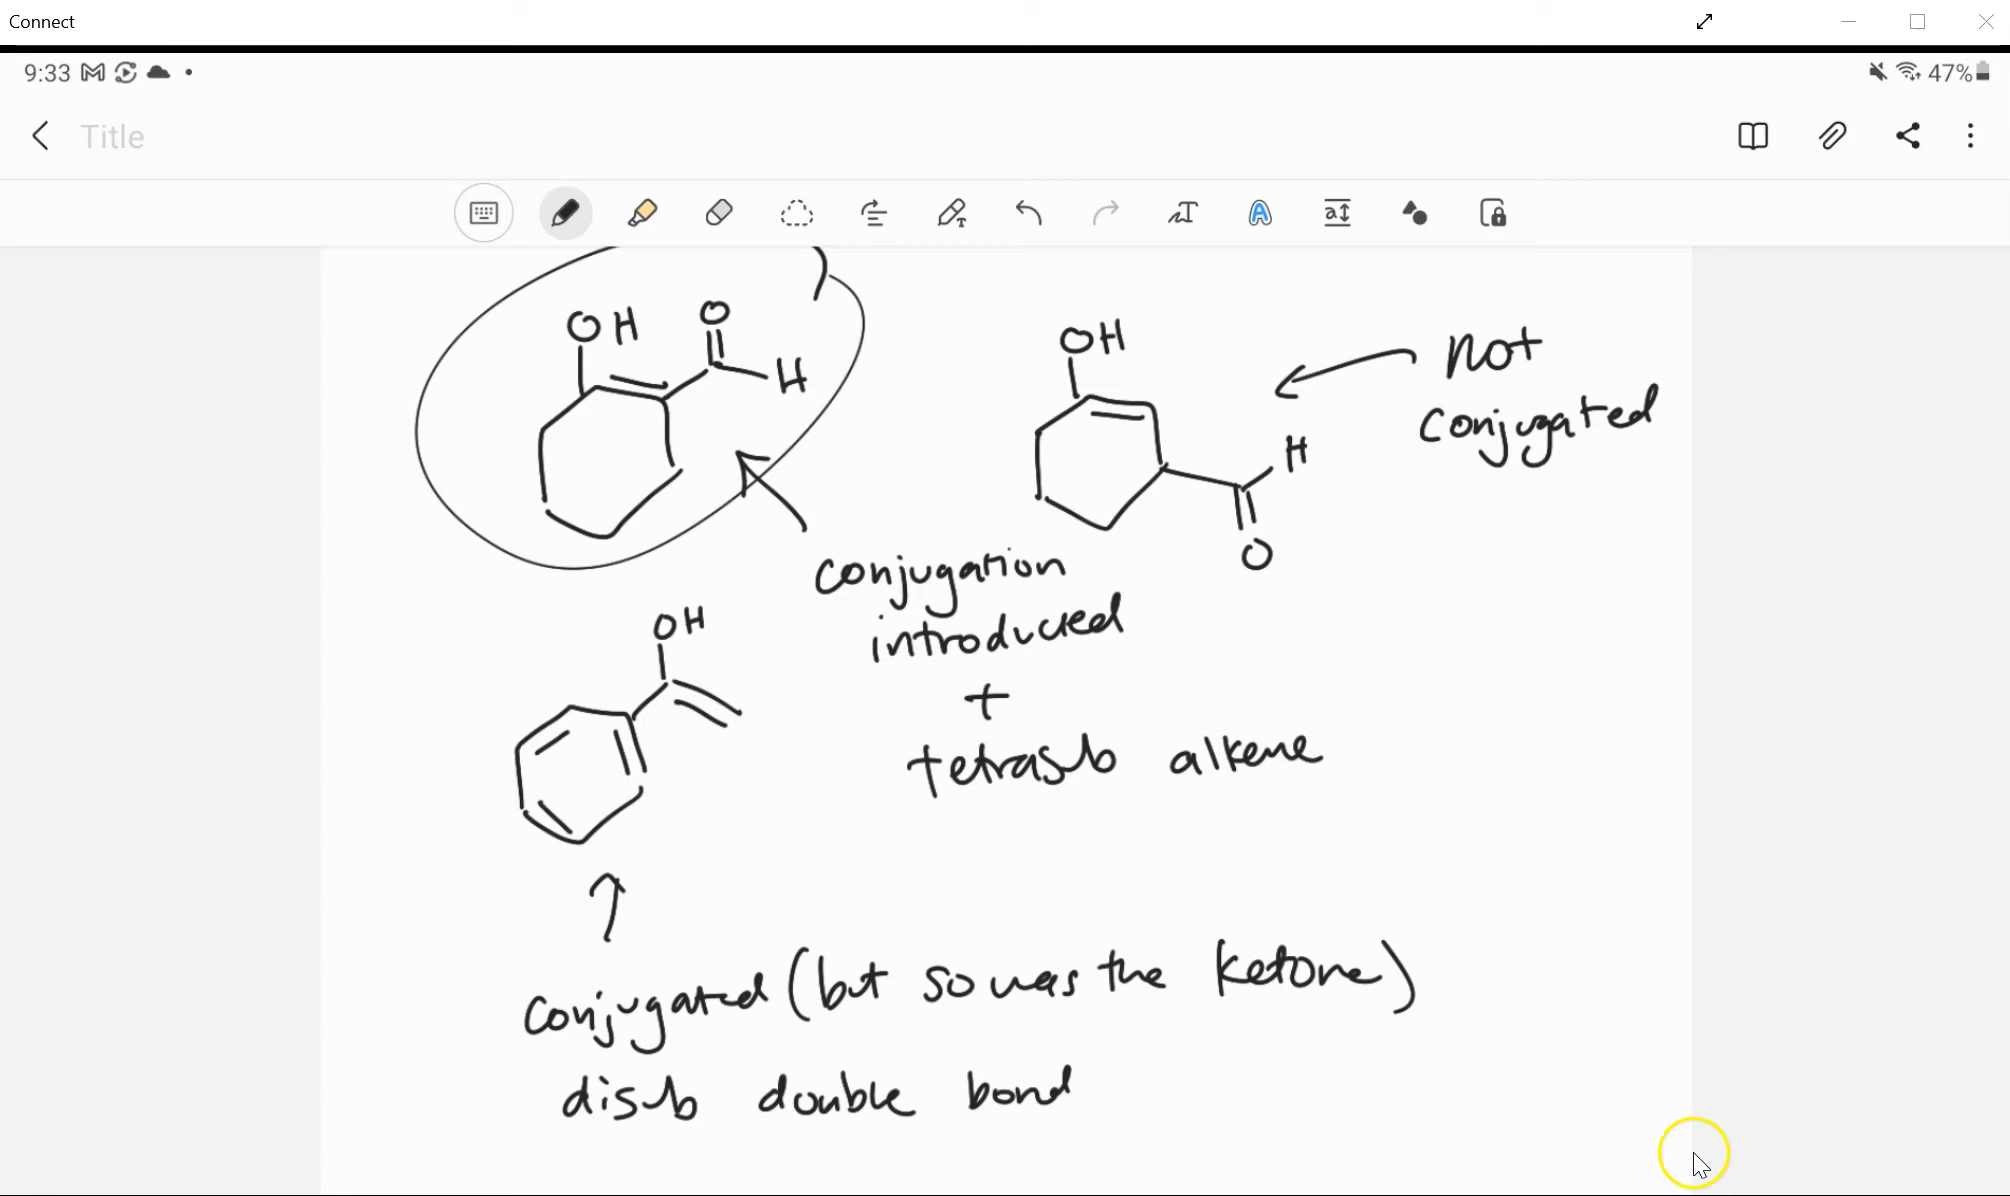 Connect
9:33
47%
Title
OH
O
H
OH
H
O
not
conjugated
conjugation
introduced
+
tetrasub alkene
OH
conjugated (but so was the ketone)
disub double bond